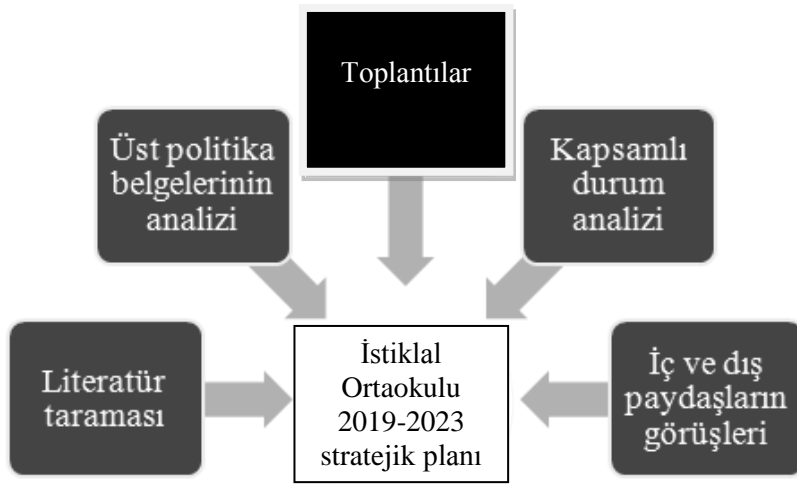 Toplantılar
Üst politika
belgelerinin
analizi
Kapsamlı
durum
analizi
Literatür
taraması
İstiklal
Ortaokulu
2019-2023
stratejik planı
İç ve dış
paydaşların
görüşleri